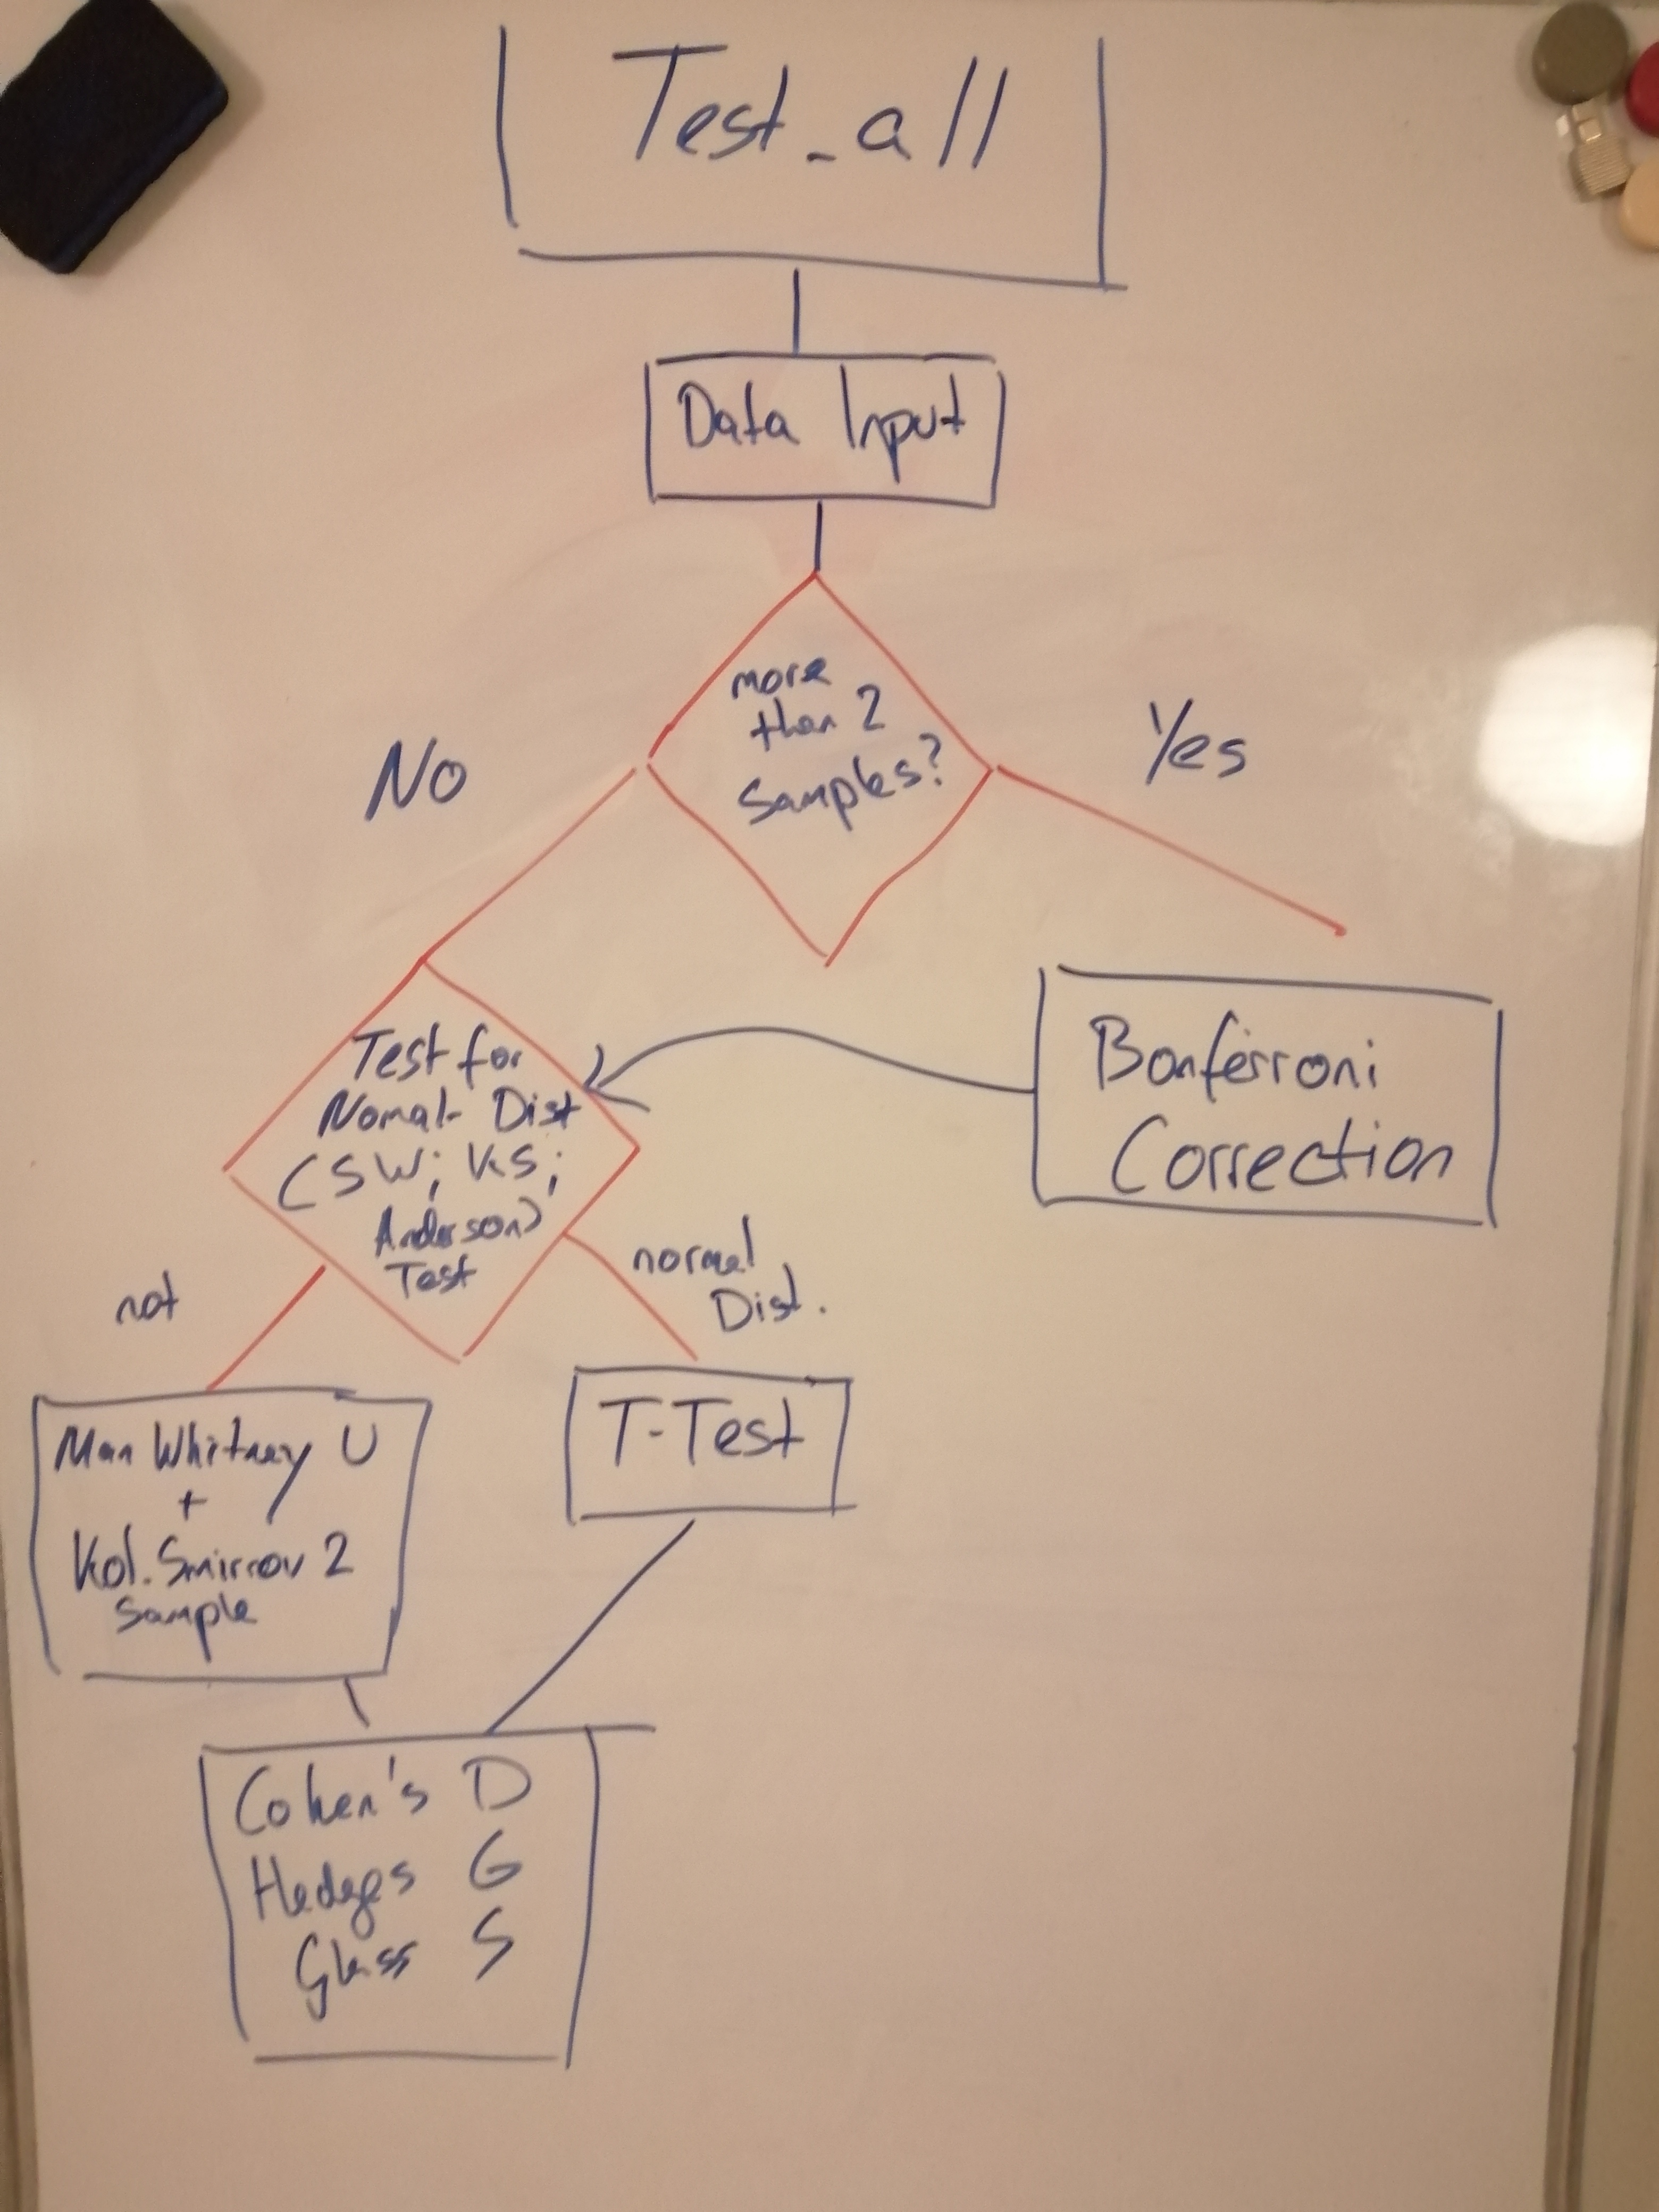 Test_all
Data Input
more
than 2
Samples?
No
Yes
Test for
Nomal- Dist
(SW; KS;
Anderson)
Test
Bonferroni
Correction
not
normal
Dist.
Man Whitney U
+
Kol. Smirnov 2
Sample
T-Test
Cohen's D
Hedges G
Glass S